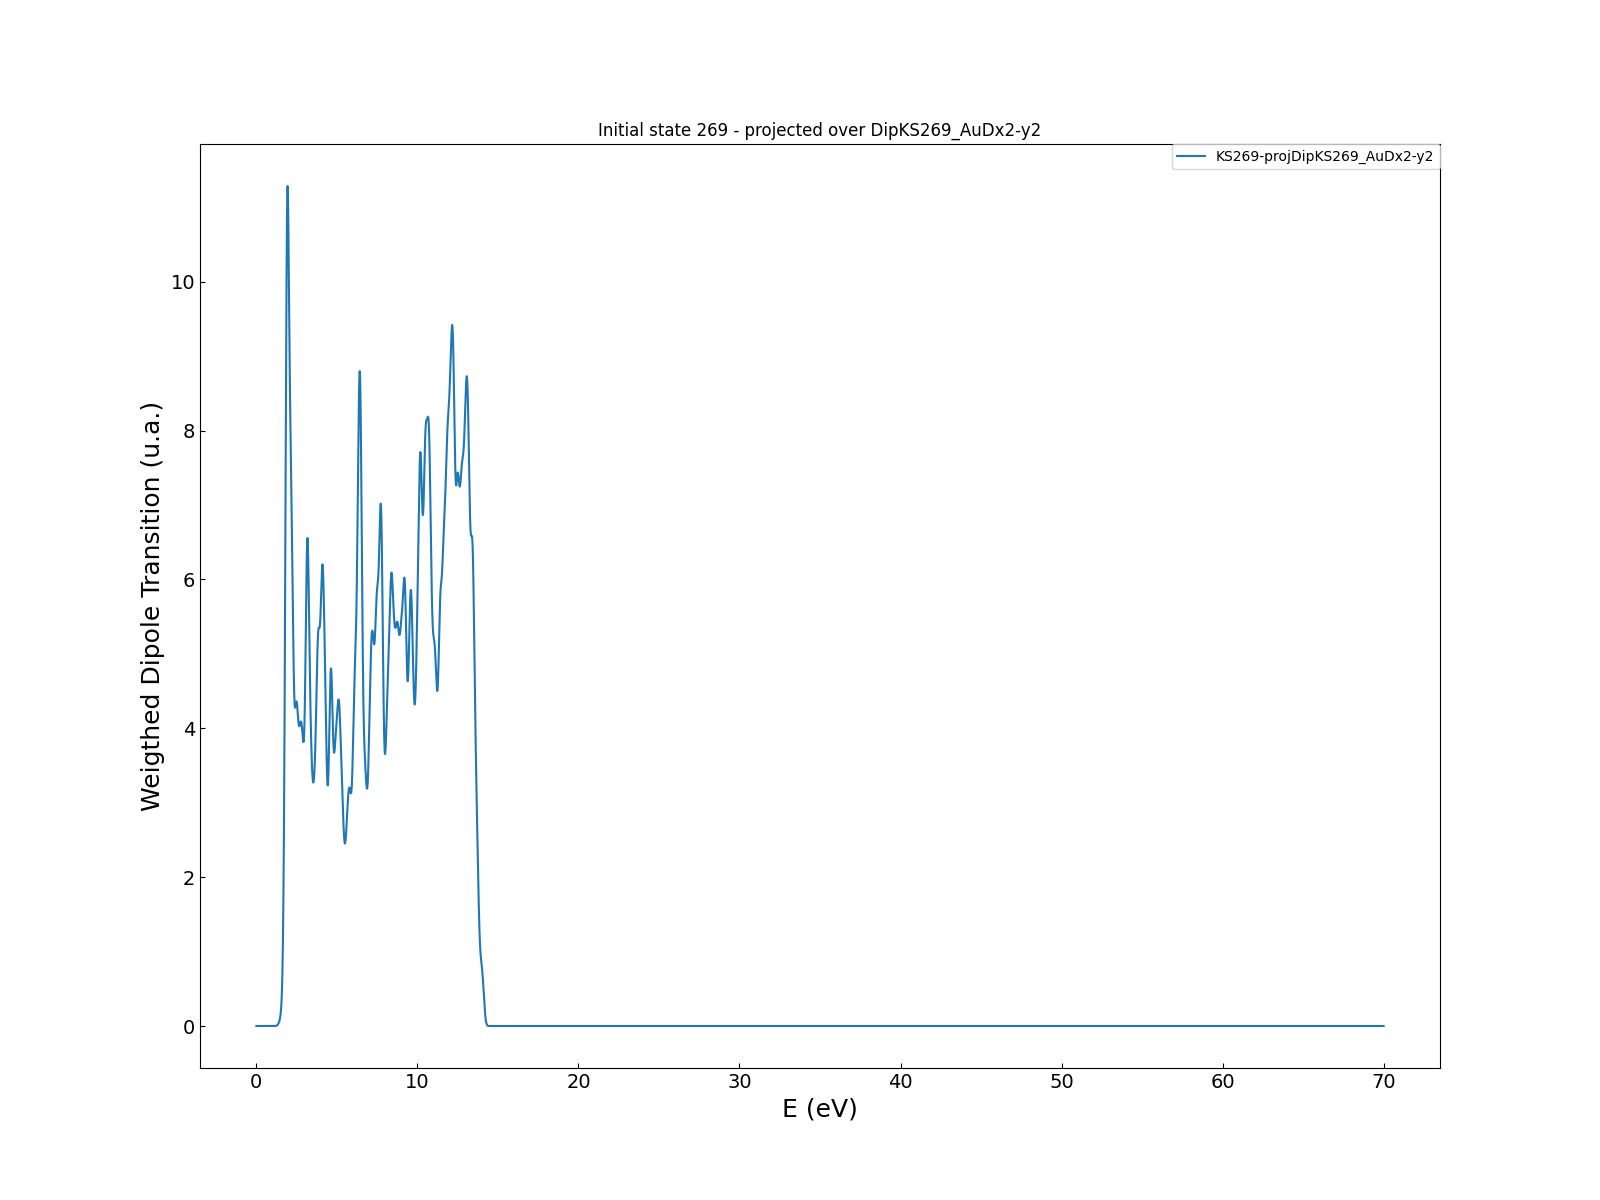 Initial state 269 - projected over DipKS269_AuDx2-y2
KS269-projDipKS269_AuDx2-y2
Weigthed Dipole Transition (u.a.)
10
8
6
4
2
0
0 10 20 30 40 50 60 70
E (eV)